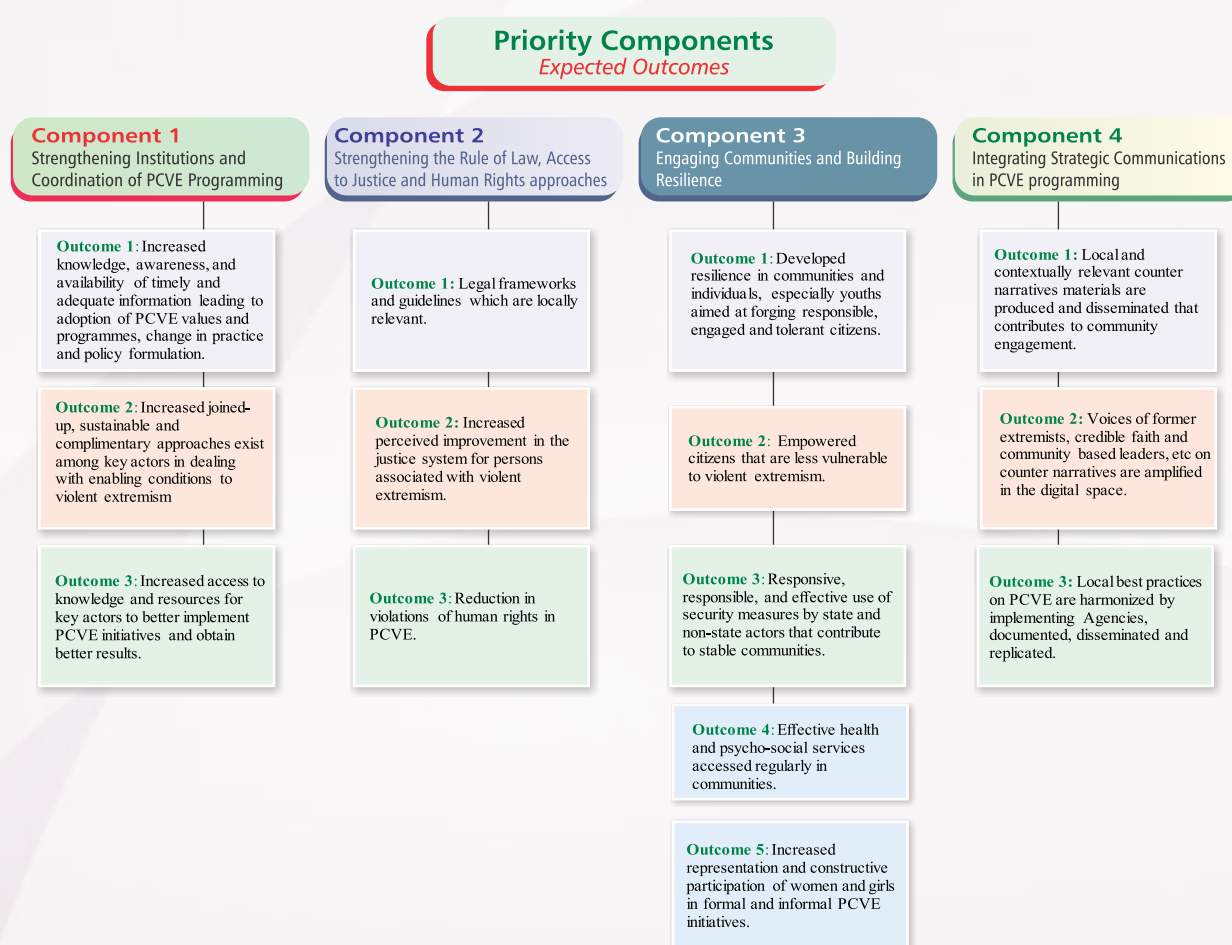 Priority Components
Expected Outcomes
Component 1
Strengthening Institutions and
Coordination of PCVE Programming
Outcome 1: Increased
knowledge, awareness, and
availability of timely and
adequate information leading to
adoption of PCVE values and
programmes, change in practice
and policy formulation.
Outcome 2: Increased joined-
up, sustainable and
complimentary approaches exist
among key actors in dealing
with enabling conditions to
violent extremism
Outcome 3: Increased access to
knowledge and resources for
key actors to better implement
PCVE initiatives and obtain
better results.
Component 2
Strengthening the Rule of Law, Access
to Justice and Human Rights approaches
Outcome 1: Legal frameworks
and guidelines which are locally
relevant.
Outcome 2: Increased
perceived improvement in the
justice system for persons
associated with violent
extremism.
Outcome 3: Reduction in
violations of human rights in
PCVE.
Component 3
Engaging Communities and Building
Resilience
Outcome 1: Developed
resilience in communities and
individuals, especially youths
aimed at forging responsible,
engaged and tolerant citizens.
Outcome 2: Empowered
citizens that are less vulnerable
to violent extremism.
Outcome 3: Responsive,
responsible, and effective use of
security measures by state and
non-state actors that contribute
to stable communities.
Outcome 4: Effective health
and psycho-social services
accessed regularly in
communities.
Outcome 5: Increased
representation and constructive
participation of women and girls
in formal and informal PCVE
initiatives.
Component 4
Integrating Strategic Communications
in PCVE programming
Outcome 1: Local and
contextually relevant counter
narratives materials are
produced and disseminated that
contributes to community
engagement.
Outcome 2: Voices of former
extremists, credible faith and
community based leaders, etc on
counter narratives are amplified
in the digital space.
Outcome 3: Local best practices
on PCVE are harmonized by
implementing Agencies,
documented, disseminated and
replicated.